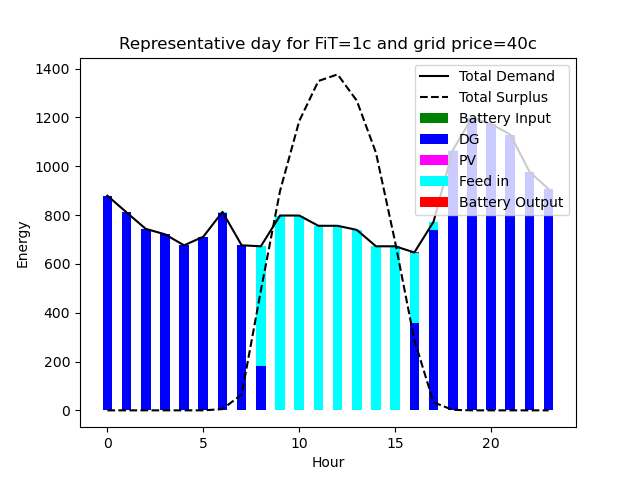 Representative day for FiT=1c and grid price=40c
1400
1200
1000
800
600
400
200
0
Energy
Total Demand
Total Surplus
Battery Input
DG
PV
Feed in
Battery Output
0 5 10 15 20
Hour